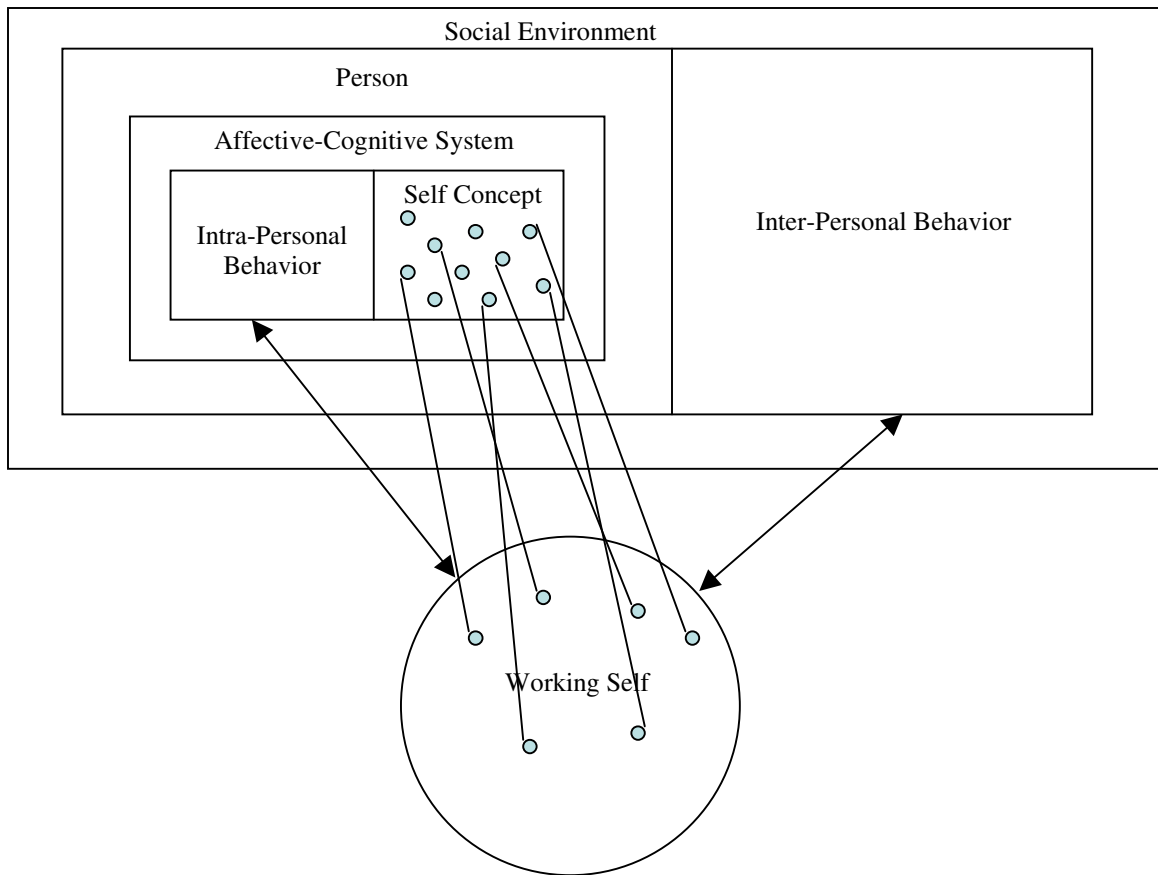 Social Environment
Person
Affective-Cognitive System
Self Concept
Intra-Personal
Behavior
Inter-Personal Behavior
Working Self